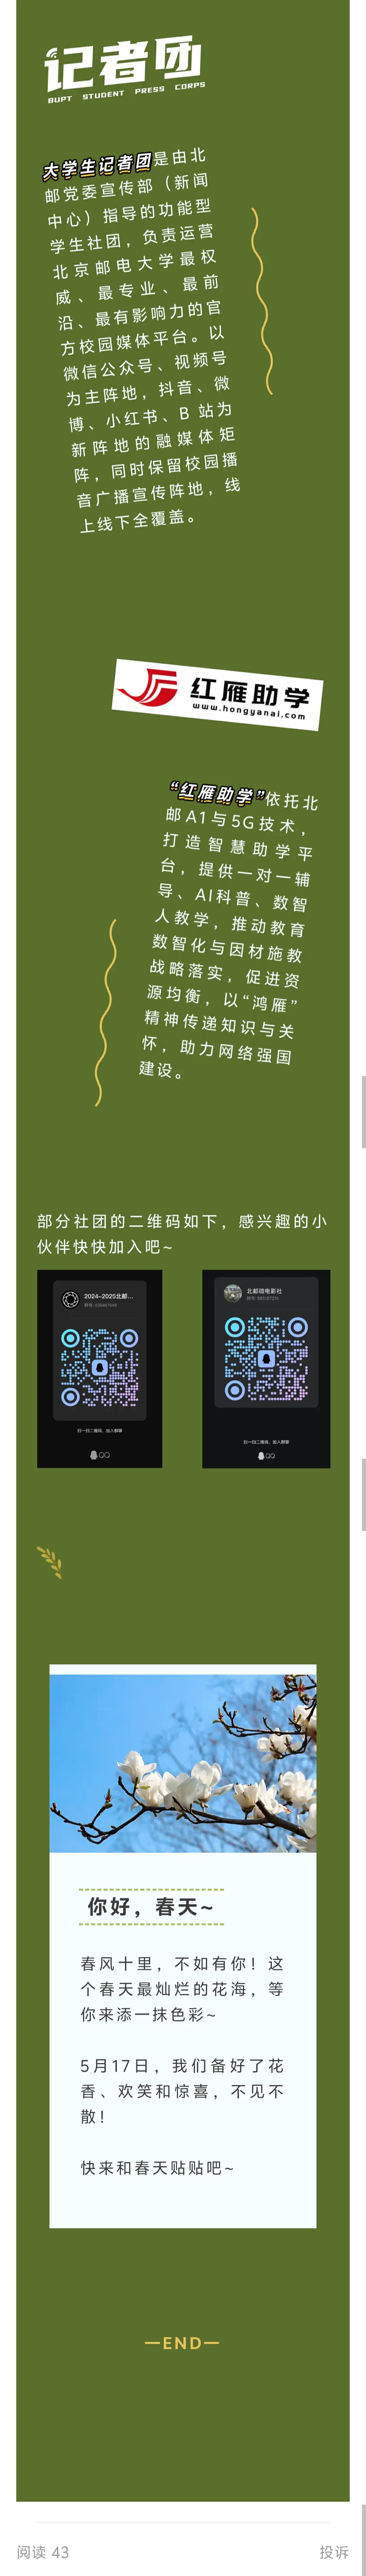 记者团
BUPT STUDENT PRESS CORPS
大学生记者团是由北
邮党委宣传部（新闻
中心）指导的功能型
学生社团，负责运营
北京邮电大学最权
威、最专业、最前
沿、最有影响力的官
方校园媒体平台。以
微信公众号、视频号
为主阵地，抖音、微
博、小红书、B 站为
新阵地的融媒体矩
阵，同时保留校园播
音广播宣传阵地，线
上线下全覆盖。
红雁助学
www.hongyanai.com
“红雁助学”依托北
邮A1与5G技术，
打造智慧助学平
台，提供一对一辅
导、AI科普、数智
人教学，推动教育
数智化与因材施教
战略落实，促进资
源均衡，以“鸿雁”
精神传递知识与关
怀，助力网络强国
建设。
部分社团的二维码如下，感兴趣的小
伙伴快快加入吧~
2024-2025北邮...
扫一扫二维码，加入群聊
QQ
北邮微电影社
扫一扫二维码，加入群聊
QQ
你好，春天~
春风十里，不如有你！这
个春天最灿烂的花海，等
你来添一抹色彩~
5月17日，我们备好了花
香、欢笑和惊喜，不见不
散！
快来和春天贴贴吧~
—END—
阅读 43
投诉